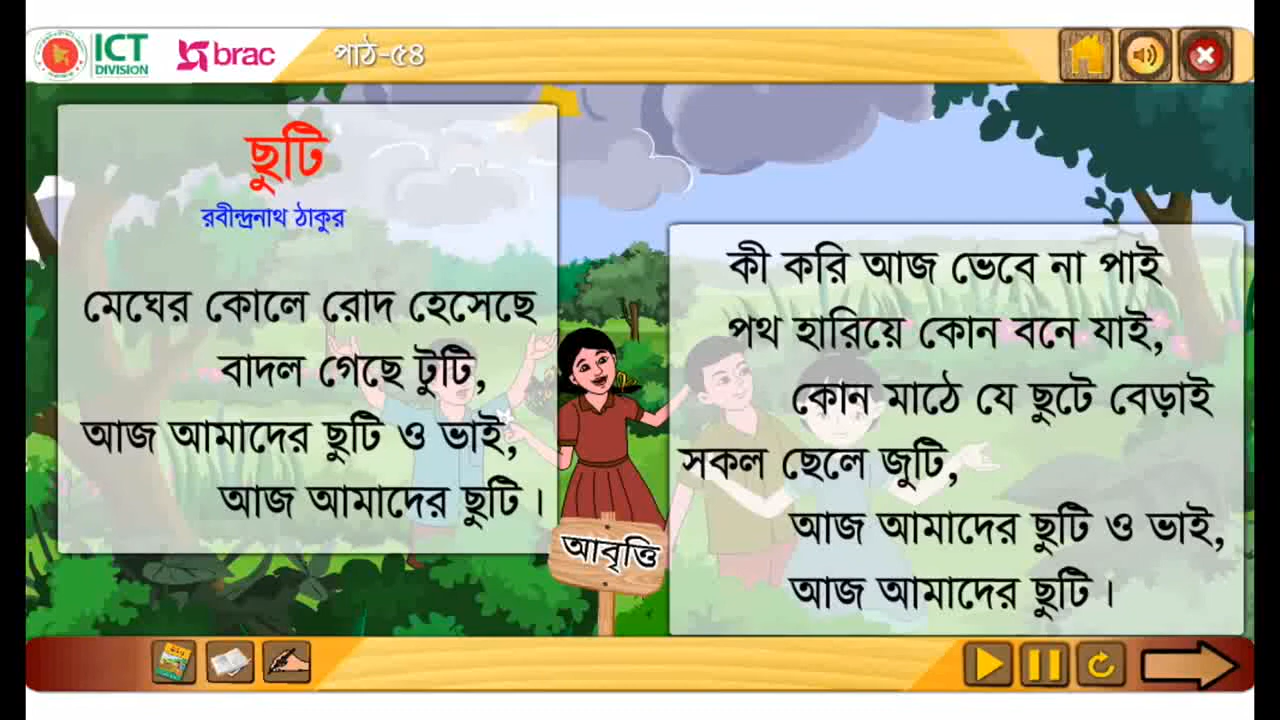 ICT
DIVISION
brac
পাঠ-৫৪
ছুটি
রবীন্দ্রনাথ ঠাকুর
মেঘের কোলে রোদ হেসেছে
বাদল গেছে টুটি,
আজ আমাদের ছুটি ও ভাই,
আজ আমাদের ছুটি।
আবৃত্তি
কী করি আজ ভেবে না পাই
পথ হারিয়ে কোন বনে যাই,
কোন মাঠে যে ছুটে বেড়াই
সকল ছেলে জুটি,
আজ আমাদের ছুটি ও ভাই,
আজ আমাদের ছুটি।